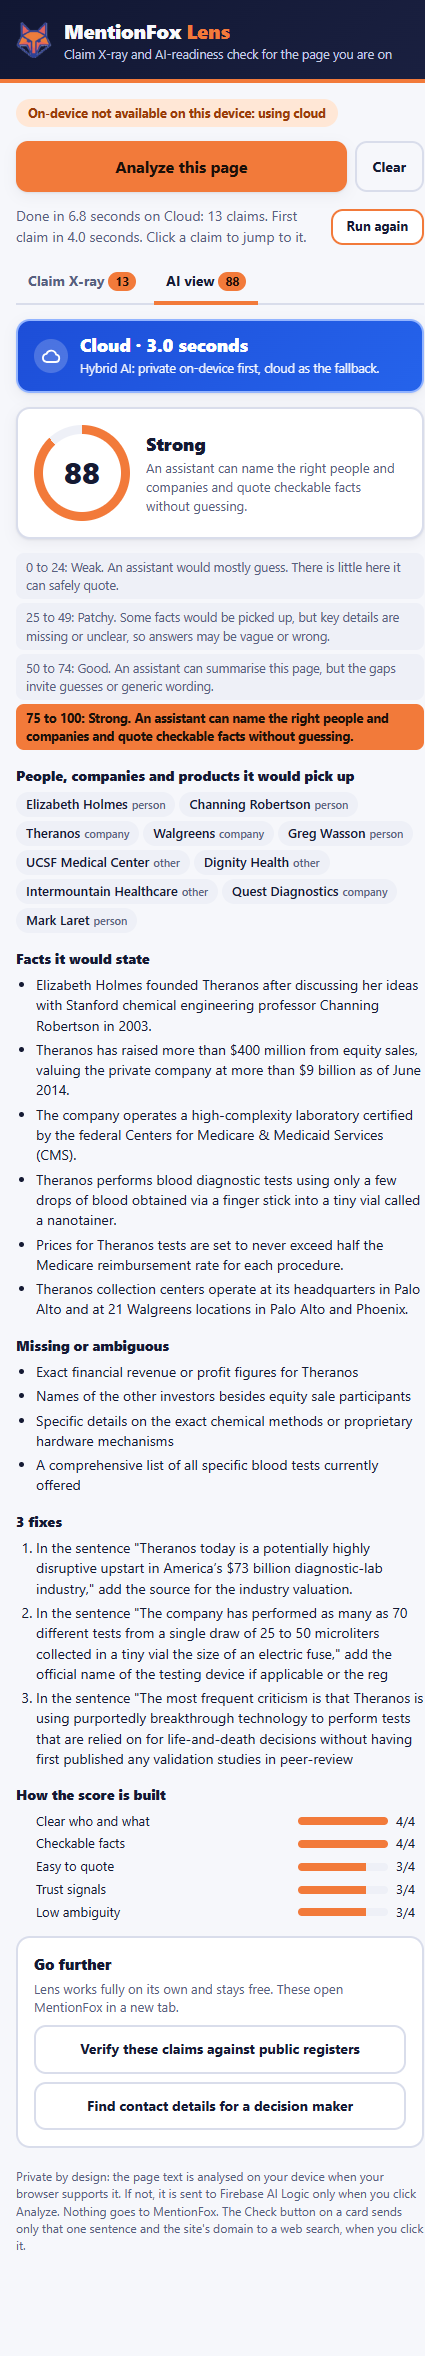 MentionFox Lens
Claim X-ray and AI-readiness check for the page you are on
On-device not available on this device: using cloud
Analyze this page
Clear
Done in 6.8 seconds on Cloud: 13 claims. First
claim in 4.0 seconds. Click a claim to jump to it.
Run again
Claim X-ray 13
AI view 88
Cloud · 3.0 seconds
Hybrid AI: private on-device first, cloud as the fallback.
88
Strong
An assistant can name the right people and
companies and quote checkable facts
without guessing.
0 to 24: Weak. An assistant would mostly guess. There is little here it
can safely quote.
25 to 49: Patchy. Some facts would be picked up, but key details are
missing or unclear, so answers may be vague or wrong.
50 to 74: Good. An assistant can summarise this page, but the gaps
invite guesses or generic wording.
75 to 100: Strong. An assistant can name the right people and
companies and quote checkable facts without guessing.
People, companies and products it would pick up
Elizabeth Holmes person
Channing Robertson person
Theranos company
Walgreens company
Greg Wasson person
UCSF Medical Center other
Dignity Health other
Intermountain Healthcare other
Quest Diagnostics company
Mark Laret person
Facts it would state
• Elizabeth Holmes founded Theranos after discussing her ideas
with Stanford chemical engineering professor Channing
Robertson in 2003.
• Theranos has raised more than $400 million from equity sales,
valuing the private company at more than $9 billion as of June
2014.
• The company operates a high-complexity laboratory certified
by the federal Centers for Medicare & Medicaid Services
(CMS).
• Theranos performs blood diagnostic tests using only a few
drops of blood obtained via a finger stick into a tiny vial called
a nanotainer.
• Prices for Theranos tests are set to never exceed half the
Medicare reimbursement rate for each procedure.
• Theranos collection centers operate at its headquarters in Palo
Alto and at 21 Walgreens locations in Palo Alto and Phoenix.
Missing or ambiguous
• Exact financial revenue or profit figures for Theranos
• Names of the other investors besides equity sale participants
• Specific details on the exact chemical methods or proprietary
hardware mechanisms
• A comprehensive list of all specific blood tests currently
offered
3 fixes
1. In the sentence "Theranos today is a potentially highly
disruptive upstart in America's $73 billion diagnostic-lab
industry," add the source for the industry valuation.
2. In the sentence "The company has performed as many as 70
different tests from a single draw of 25 to 50 microliters
collected in a tiny vial the size of an electric fuse," add the
official name of the testing device if applicable or the reg
3. In the sentence "The most frequent criticism is that Theranos is
using purportedly breakthrough technology to perform tests
that are relied on for life-and-death decisions without having
first published any validation studies in peer-review
How the score is built
Clear who and what 4/4
Checkable facts 4/4
Easy to quote 3/4
Trust signals 3/4
Low ambiguity 3/4
Go further
Lens works fully on its own and stays free. These open
MentionFox in a new tab.
Verify these claims against public registers
Find contact details for a decision maker
Private by design: the page text is analysed on your device when your
browser supports it. If not, it is sent to Firebase AI Logic only when you click
Analyze. Nothing goes to MentionFox. The Check button on a card sends
only that one sentence and the site's domain to a web search, when you click
it.